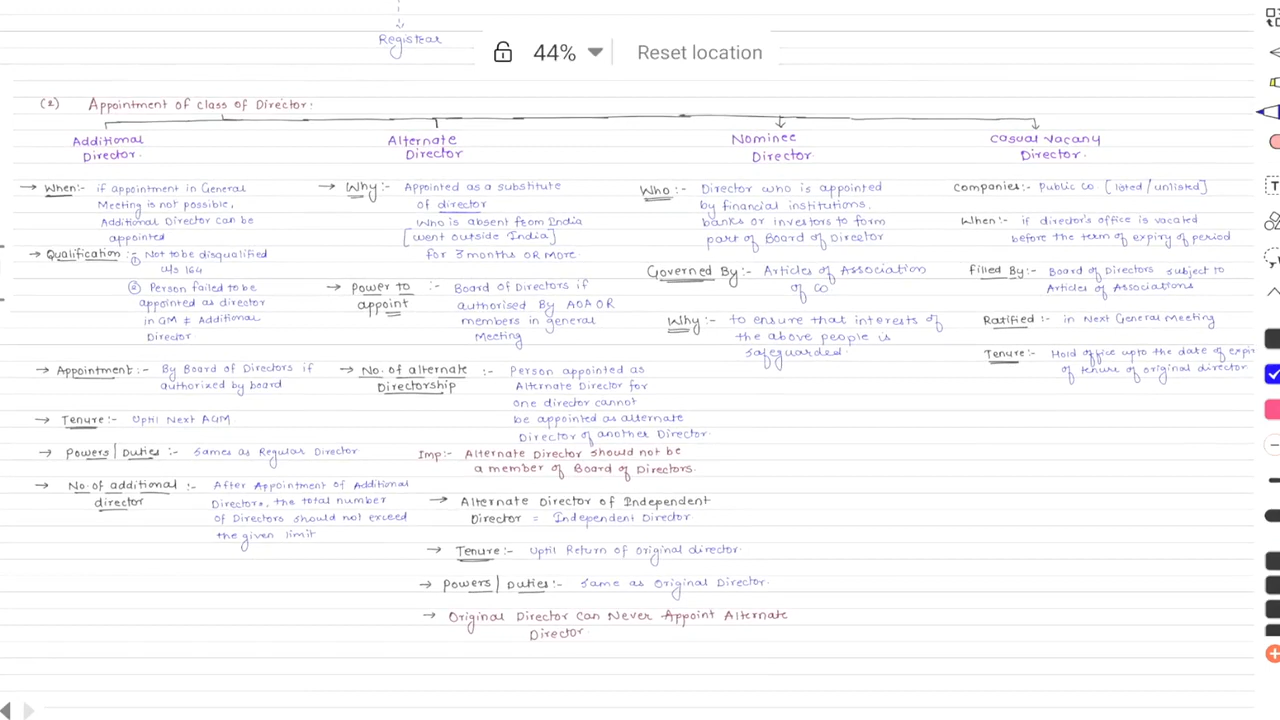 Registrar
44%
Reset location
(2) Appointment of class of Director:
Additional
Director.
→ When:- if appointment in General
Meeting is not possible,
Additional Director can be
appointed
→ Qualification:- ① Not to be disqualified
u/s 164
② Person failed to be
appointed as director
in GM ≠ Additional
Director
→ Appointment:- By Board of Directors if
authorized by board
→ Tenure:- Uptil Next AGM
→ Powers/Duties:- Same as Regular Director
→ No. of additional :- After Appointment of Additional
director Directors, the total number
of Directors should not exceed
the given limit
Alternate
Director
→ Why:- Appointed as a substitute
of director
who is absent from India
[went outside India]
for 3 months OR More.
→ Power to :- Board of Directors if
appoint authorised By AOA OR
members in general
Meeting
→ No. of alternate :- Person appointed as
Directorship Alternate Director for
one director cannot
be appointed as alternate
Director of another Director.
Imp:- Alternate Director should not be
a member of Board of Directors.
→ Alternate Director of Independent
Director = Independent Director
→ Tenure:- Uptil Return of original director.
→ Powers/Duties:- Same as Original Director.
→ Original Director Can Never Appoint Alternate
Director.
Nominee
Director.
Who:- Director who is appointed
by financial institutions,
banks or investors to form
part of Board of Director
Governed By:- Articles of Association
of Co
Why:- to ensure that interests of
the above people is
safeguarded.
Casual Vacancy
Director.
Companies:- Public Co [listed/unlisted]
When:- if director's office is vacated
before the term of expiry of period
Filled By:- Board of Directors subject to
Articles of Associations
Ratified:- in Next General Meeting
Tenure:- Hold office upto the date of expir
of tenure of original director